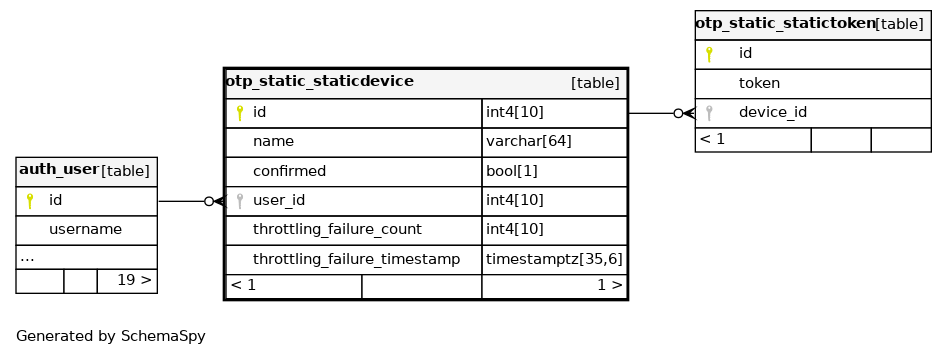 otp_static_statictoken [table]
id
token
device_id
< 1
otp_static_staticdevice [table]
id int4[10]
name varchar[64]
confirmed bool[1]
user_id int4[10]
throttling_failure_count int4[10]
throttling_failure_timestamp timestamptz[35,6]
< 1 1 >
auth_user [table]
id
username
...
19 >
Generated by SchemaSpy